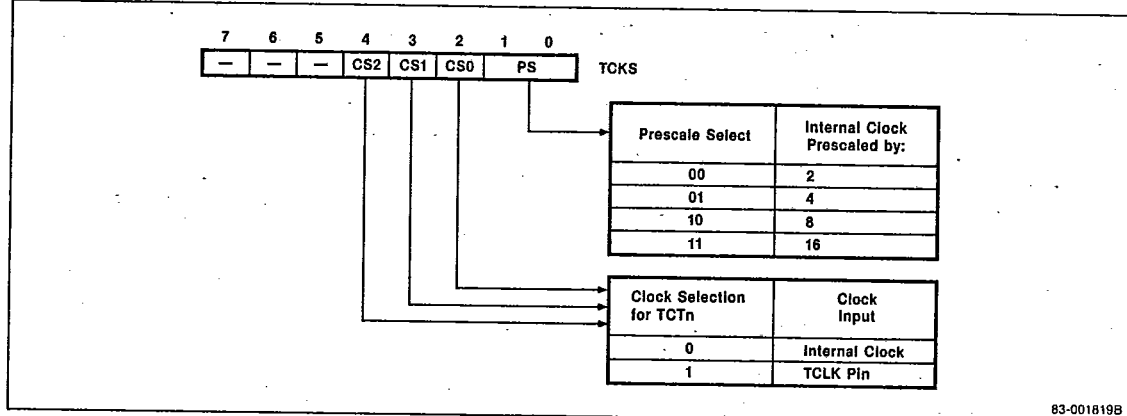 7 6 5 4 3 2 1 0
— — — CS2 CS1 CS0 PS TCKS
Prescale Select Internal Clock
Prescaled by:
00 2
01 4
10 8
11 16
Clock Selection Clock
for TCTn Input
0 Internal Clock
1 TCLK Pin
83-001819B